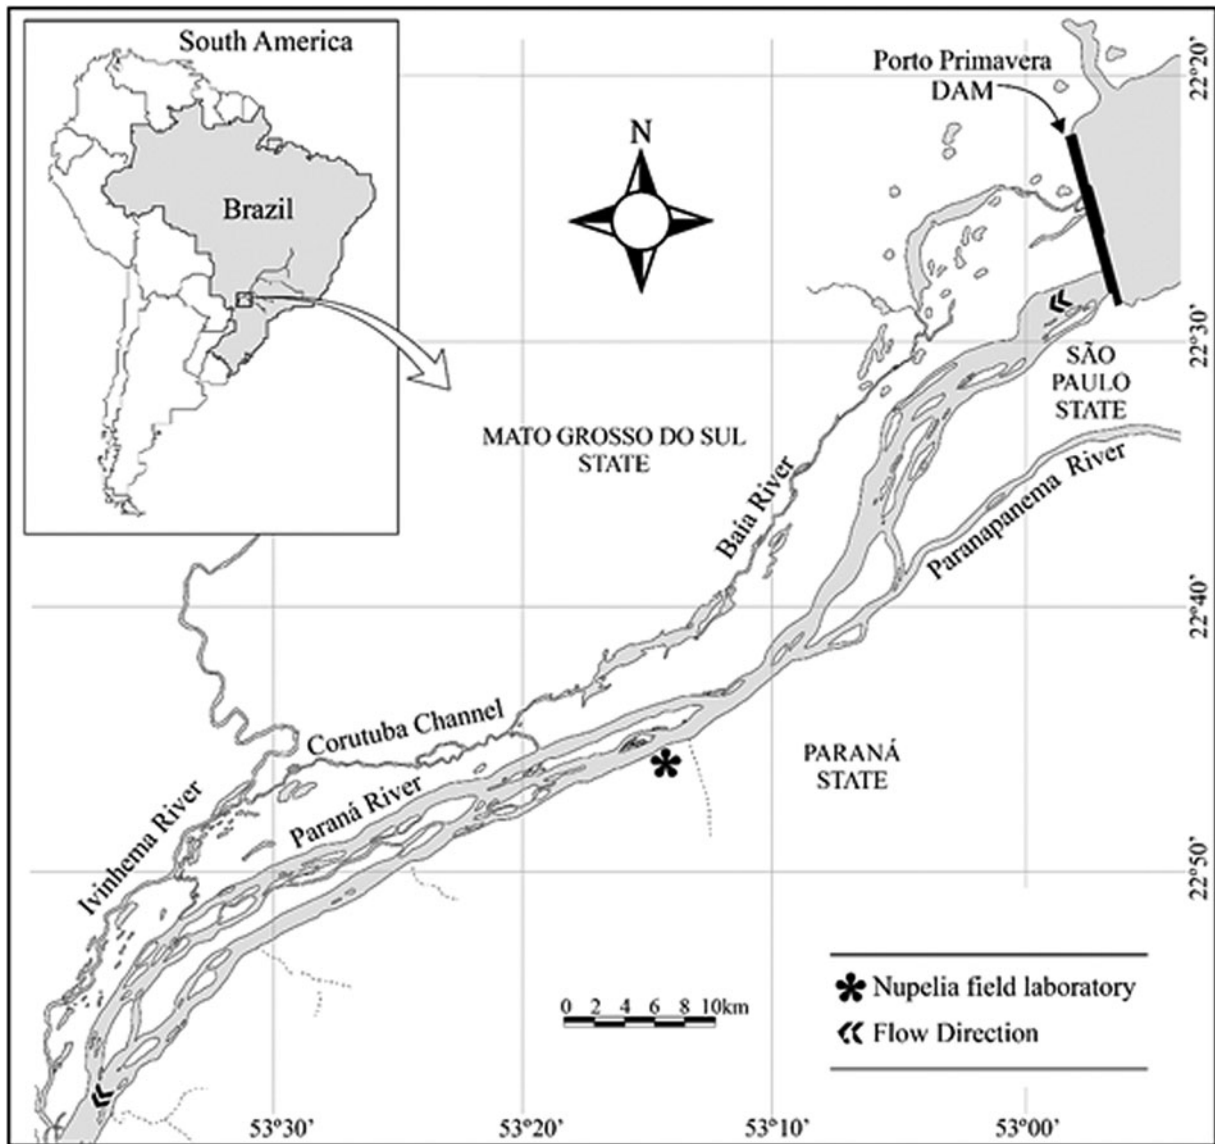 South America
Brazil
Porto Primavera
DAM
N
22°20'
22°30'
22°40'
22°50'
SÃO
PAULO
STATE
MATO GROSSO DO SUL
STATE
Baía River
Paranapanema River
Corutuba Channel
Paraná River
Ivinhema River
PARANÁ
STATE
0 2 4 6 8 10km
Nupelia field laboratory
Flow Direction
53°30'
53°20'
53°10'
53°00'